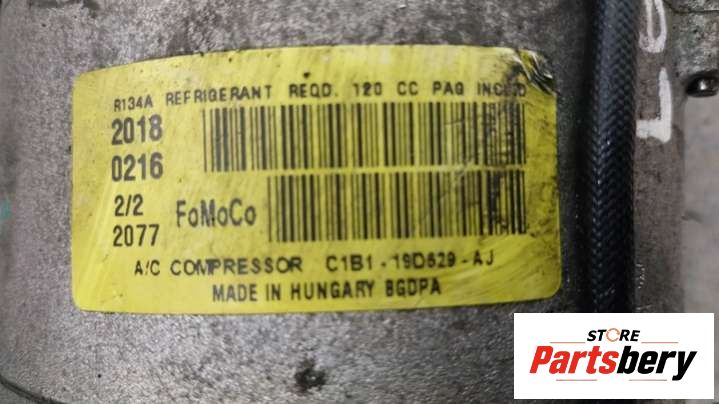 R134A REFRIGERANT REQD. 120 CC PAG INCLD
2018
0216
2/2
2077
FoMoCo
A/C COMPRESSOR C1B1-19D629-AJ
MADE IN HUNGARY BGDPA
STORE
Partsbery